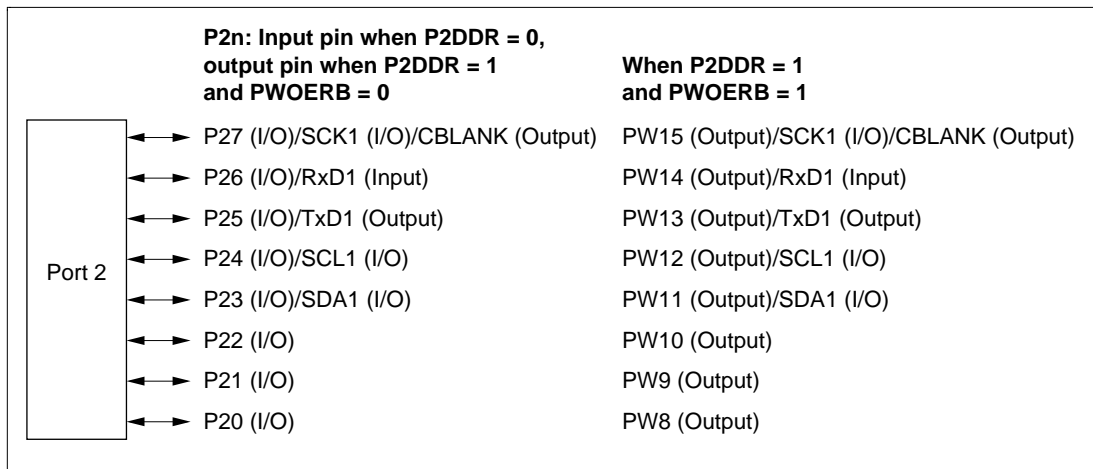 P2n: Input pin when P2DDR = 0,
output pin when P2DDR = 1
and PWOERB = 0
When P2DDR = 1
and PWOERB = 1
Port 2
P27 (I/O)/SCK1 (I/O)/CBLANK (Output) PW15 (Output)/SCK1 (I/O)/CBLANK (Output)
P26 (I/O)/RxD1 (Input) PW14 (Output)/RxD1 (Input)
P25 (I/O)/TxD1 (Output) PW13 (Output)/TxD1 (Output)
P24 (I/O)/SCL1 (I/O) PW12 (Output)/SCL1 (I/O)
P23 (I/O)/SDA1 (I/O) PW11 (Output)/SDA1 (I/O)
P22 (I/O) PW10 (Output)
P21 (I/O) PW9 (Output)
P20 (I/O) PW8 (Output)